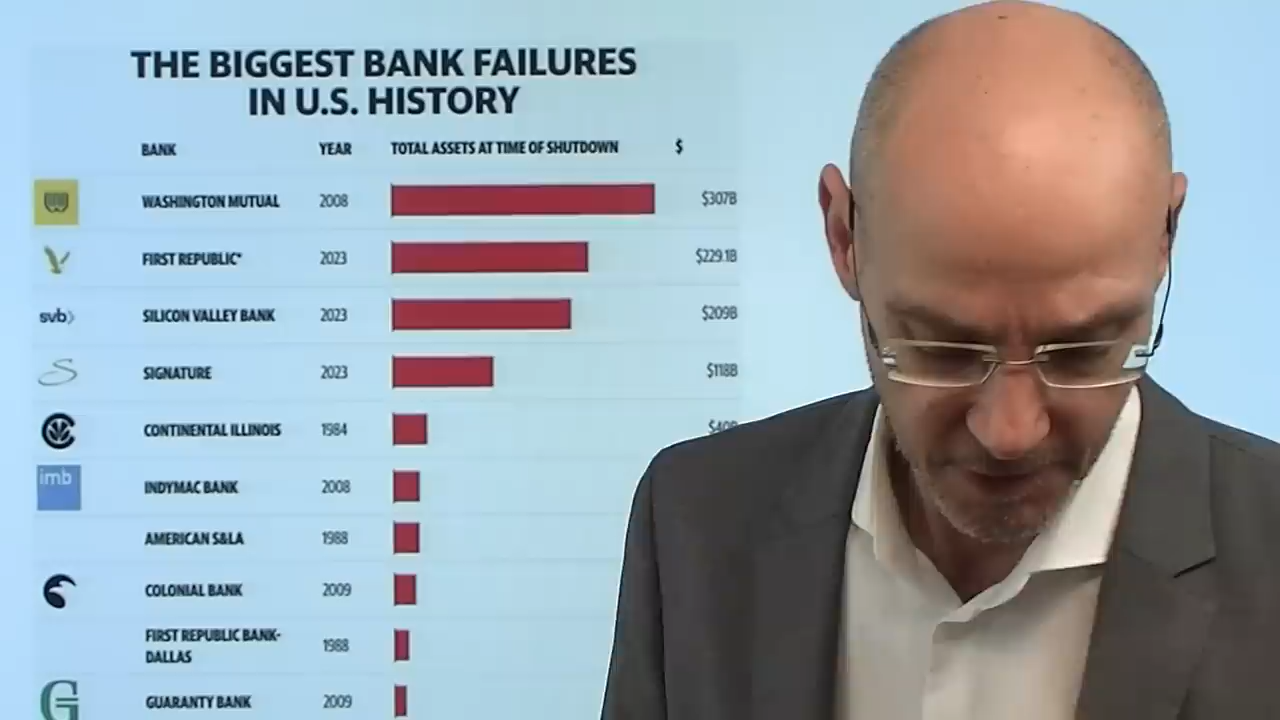 THE BIGGEST BANK FAILURES
IN U.S. HISTORY
BANK YEAR TOTAL ASSETS AT TIME OF SHUTDOWN $
WASHINGTON MUTUAL 2008 $307B
FIRST REPUBLIC* 2023 $229.1B
svb SILICON VALLEY BANK 2023 $209B
S SIGNATURE 2023 $118B
CONTINENTAL ILLINOIS 1984 $40B
imb INDYMAC BANK 2008
AMERICAN S&LA 1988
COLONIAL BANK 2009
FIRST REPUBLIC BANK-
DALLAS 1988
G GUARANTY BANK 2009